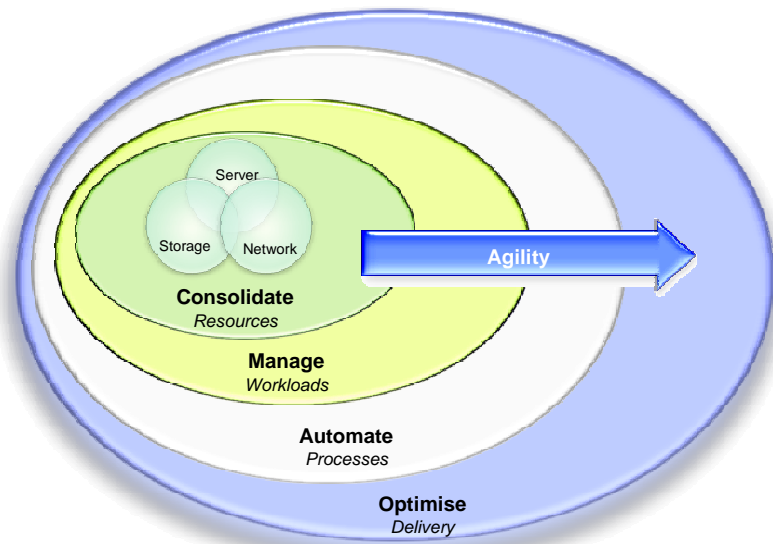 Server
Storage
Network
Consolidate
Resources
Agility
Manage
Workloads
Automate
Processes
Optimise
Delivery